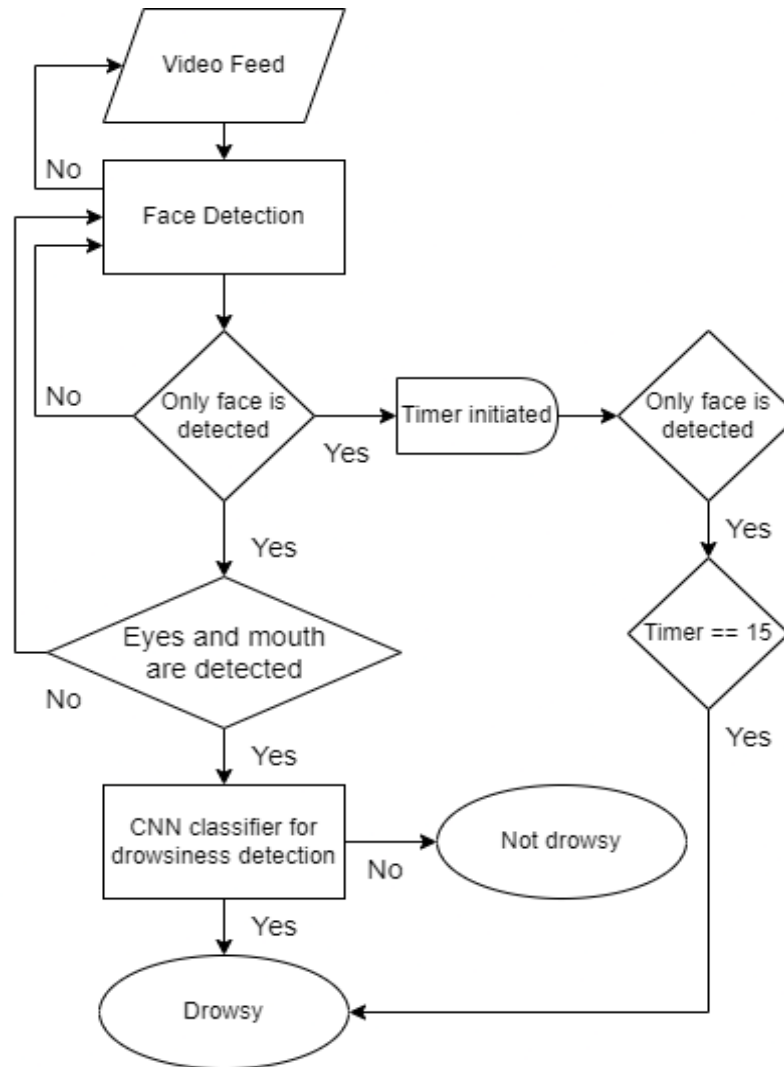 Video Feed
No
Face Detection
No
Only face is
detected
Yes
Timer initiated
Only face is
detected
Yes
Yes
Eyes and mouth
are detected
No
Timer == 15
Yes
Yes
CNN classifier for
drowsiness detection
No
Not drowsy
Yes
Drowsy